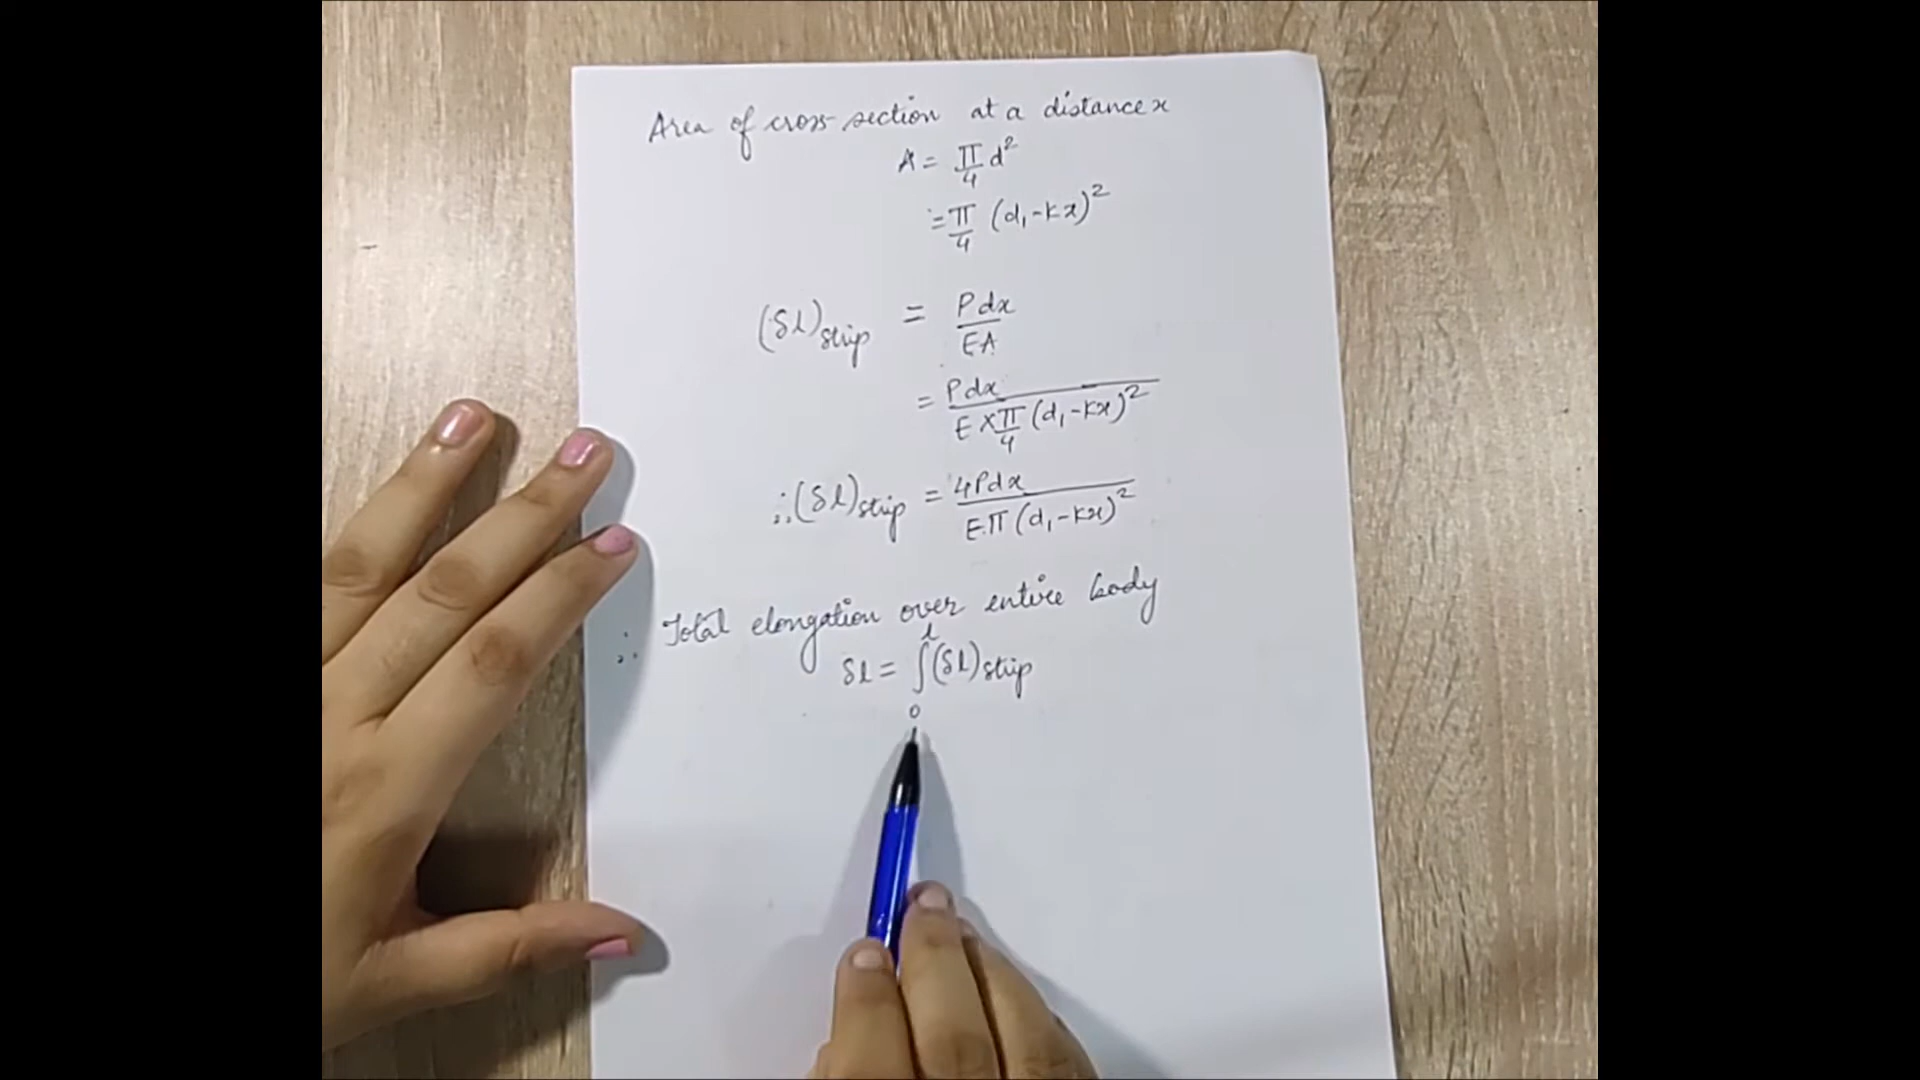 Area of cross-section at a distance x
A = π/4 d²
= π/4 (d₁-kx)²
(δl)strip = Pdx/EA
= Pdx/E×π/4 (d₁-kx)²
∴ (δl)strip = 4Pdx/E.π (d₁-kx)²
∴ Total elongation over entire body
δl = ∫₀ˡ (δl)strip